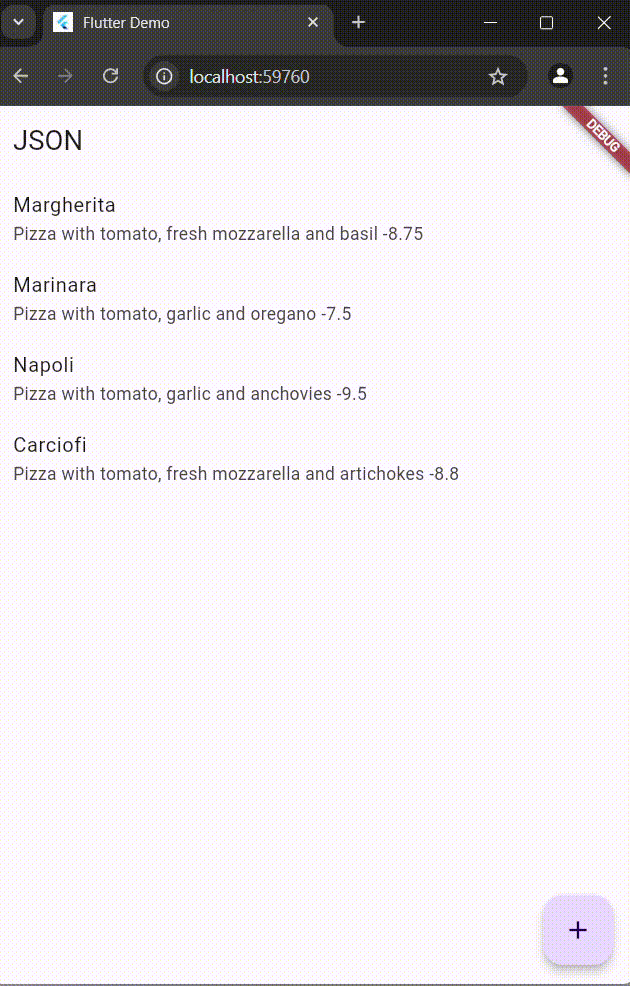 Flutter Demo
localhost:59760
JSON
DEBUG
Margherita
Pizza with tomato, fresh mozzarella and basil -8.75
Marinara
Pizza with tomato, garlic and oregano -7.5
Napoli
Pizza with tomato, garlic and anchovies -9.5
Carciofi
Pizza with tomato, fresh mozzarella and artichokes -8.8